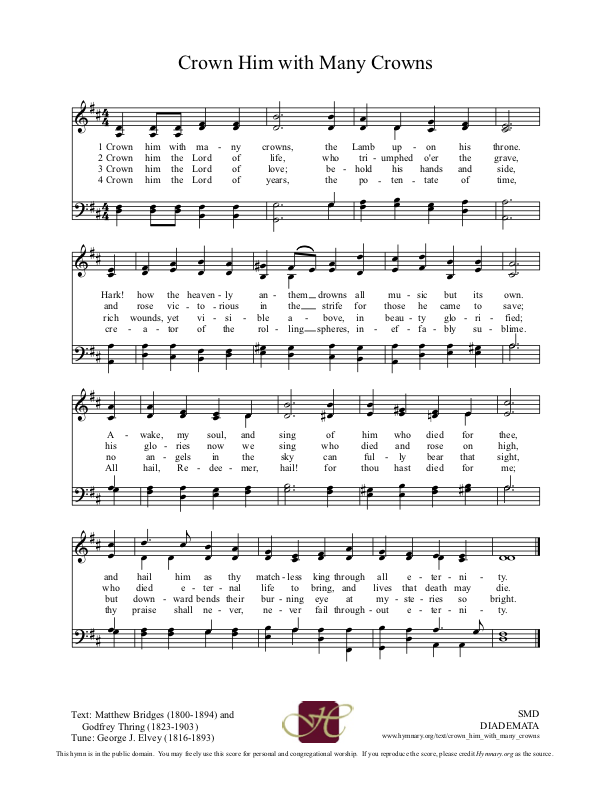 Crown Him with Many Crowns
1 Crown him with ma - ny crowns, the Lamb up - on his throne.
2 Crown him the Lord of life, who tri - umphed o'er the grave,
3 Crown him the Lord of love; be - hold his hands and side,
4 Crown him the Lord of years, the po - ten - tate of time,
Hark! how the heaven - ly an - them drowns all mu - sic but its own.
and rose vic - to - rious in the strife for those he came to save;
rich wounds, yet vi - si - ble a - bove, in beau - ty glo - ri - fied;
cre - a - tor of the rol - ling spheres, in - ef - fa - bly su - blime.
A - wake, my soul, and sing of him who died for thee,
his glo - ries now we sing who died and rose on high,
no an - gels in the sky can ful - ly bear that sight,
All hail, Re - dee - mer, hail! for thou hast died for me;
and hail him as thy match - less king through all e - ter - ni - ty.
who died e - ter - nal life to bring, and lives that death may die.
but down - ward bends their bur - ning eye at my - ste - ries so bright.
thy praise shall ne - ver, ne - ver fail through - out e - ter - ni - ty.
Text: Matthew Bridges (1800-1894) and
Godfrey Thring (1823-1903)
Tune: George J. Elvey (1816-1893)
H
SMD
DIADEMATA
www.hymnary.org/text/crown_him_with_many_crowns
This hymn is in the public domain. You may freely use this score for personal and congregational worship. If you reproduce the score, please credit Hymnary.org as the source.